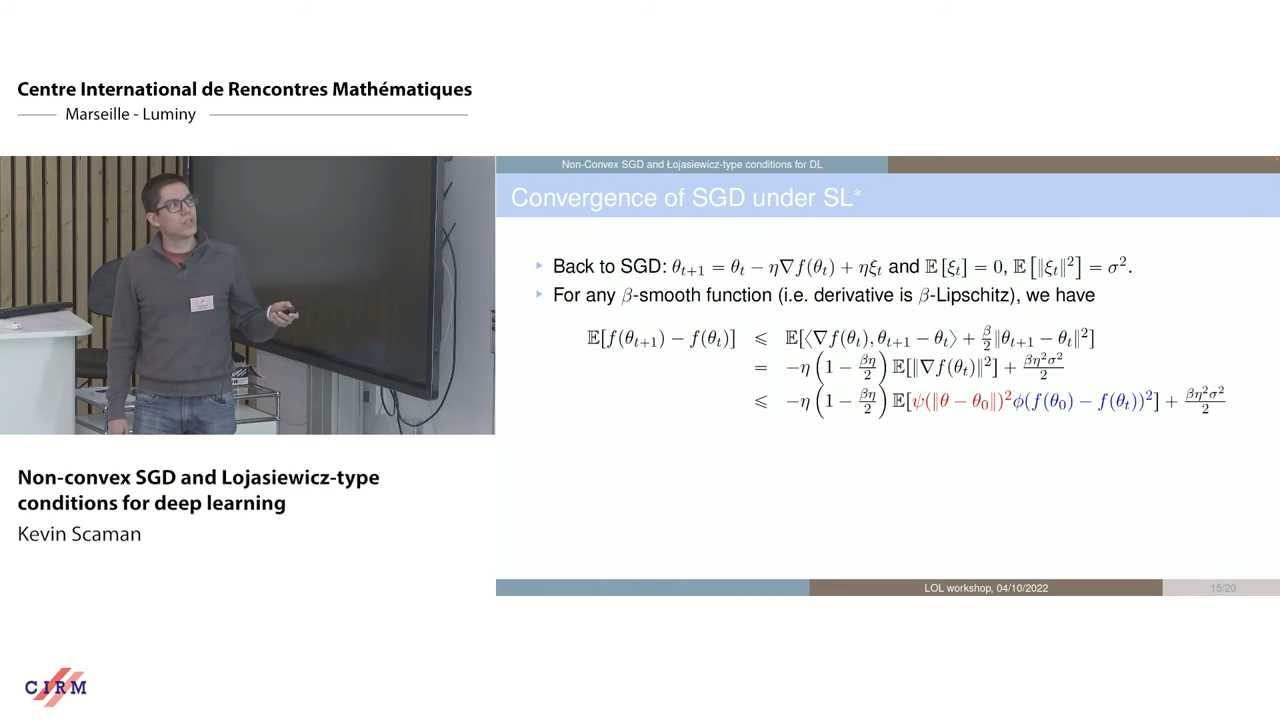 Centre International de Rencontres Mathématiques
Marseille - Luminy
Non-Convex SGD and Łojasiewicz-type conditions for DL
Convergence of SGD under SL*
Back to SGD: θ_{t+1} = θ_t − η∇f(θ_t) + ηξ_t and 𝔼[ξ_t] = 0, 𝔼[‖ξ_t‖²] = σ².
For any β-smooth function (i.e. derivative is β-Lipschitz), we have
𝔼[f(θ_{t+1}) − f(θ_t)] ⩽ 𝔼[⟨∇f(θ_t), θ_{t+1} − θ_t⟩ + β/2 ‖θ_{t+1} − θ_t‖²]
= −η(1 − βη/2) 𝔼[‖∇f(θ_t)‖²] + βη²σ²/2
⩽ −η(1 − βη/2) 𝔼[ψ(‖θ − θ_0‖)²ϕ(f(θ_0) − f(θ_t))²] + βη²σ²/2
LOL workshop, 04/10/2022
15/20
Non-convex SGD and Lojasiewicz-type
conditions for deep learning
Kevin Scaman
CIRM